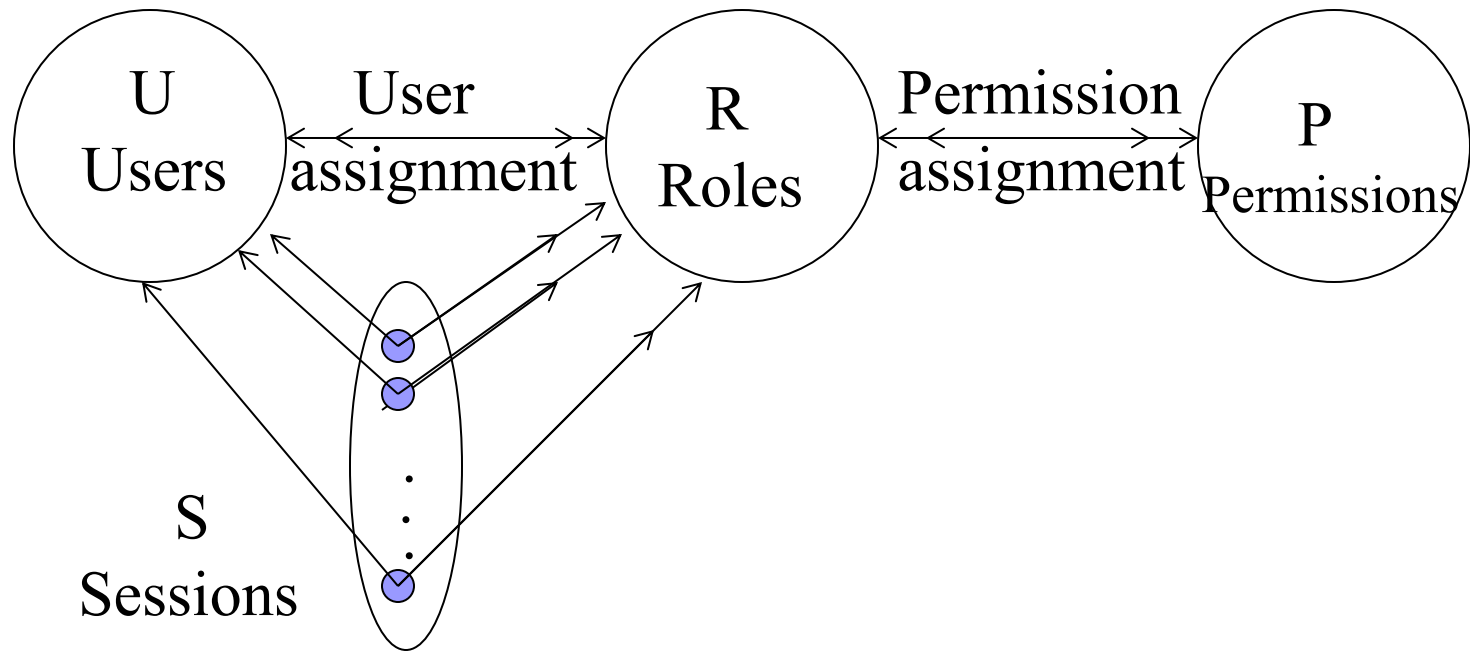 U
Users
User
assignment
R
Roles
Permission
assignment
P
Permissions
S
Sessions